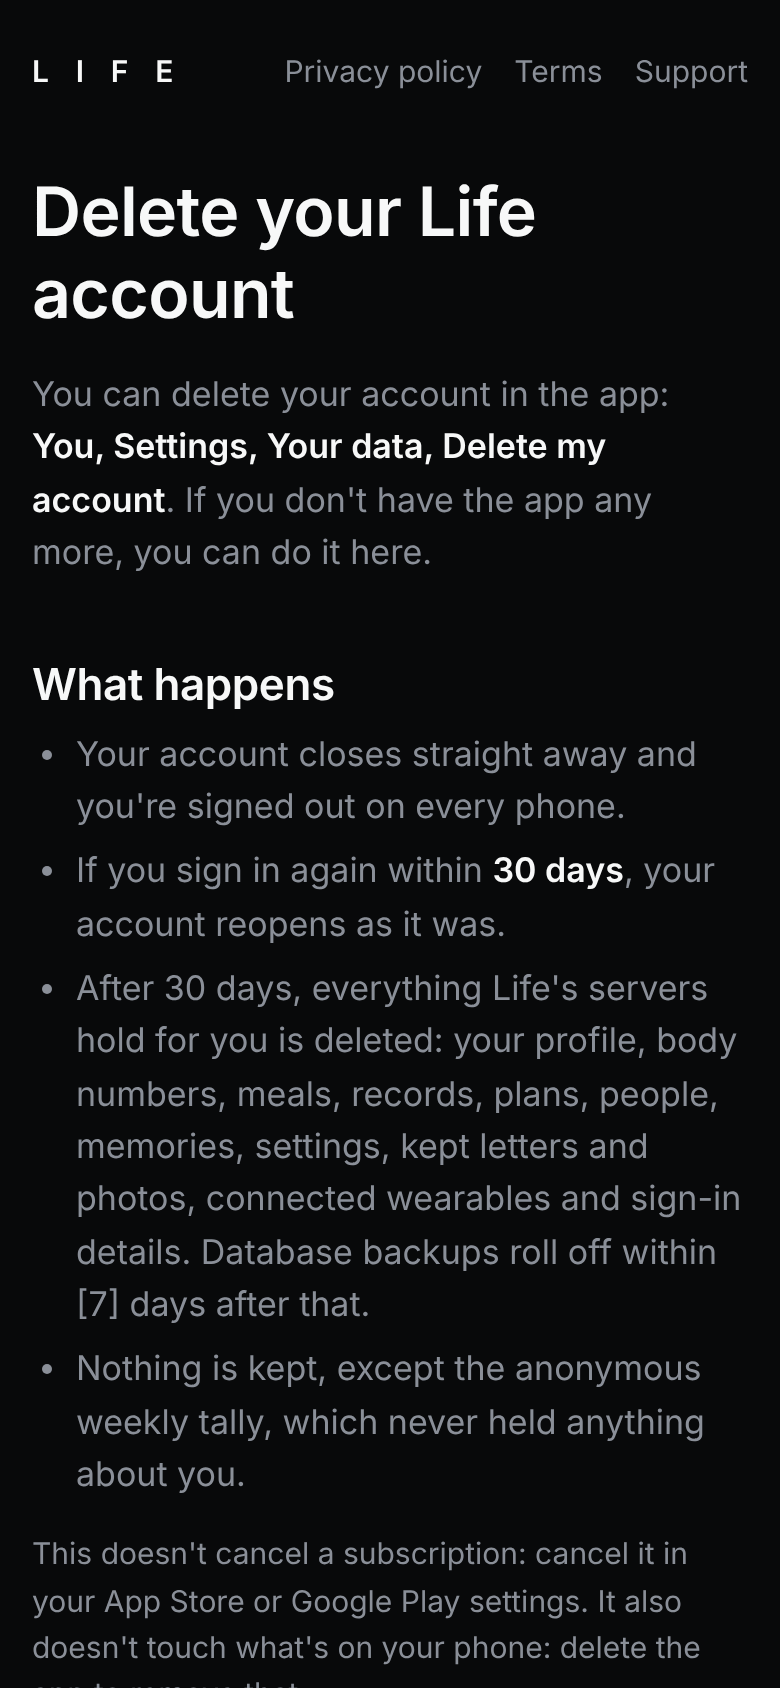 L I F E Privacy policy Terms Support
Delete your Life
account
You can delete your account in the app:
You, Settings, Your data, Delete my
account. If you don't have the app any
more, you can do it here.
What happens
• Your account closes straight away and
you're signed out on every phone.
• If you sign in again within 30 days, your
account reopens as it was.
• After 30 days, everything Life's servers
hold for you is deleted: your profile, body
numbers, meals, records, plans, people,
memories, settings, kept letters and
photos, connected wearables and sign-in
details. Database backups roll off within
[7] days after that.
• Nothing is kept, except the anonymous
weekly tally, which never held anything
about you.
This doesn't cancel a subscription: cancel it in
your App Store or Google Play settings. It also
doesn't touch what's on your phone: delete the